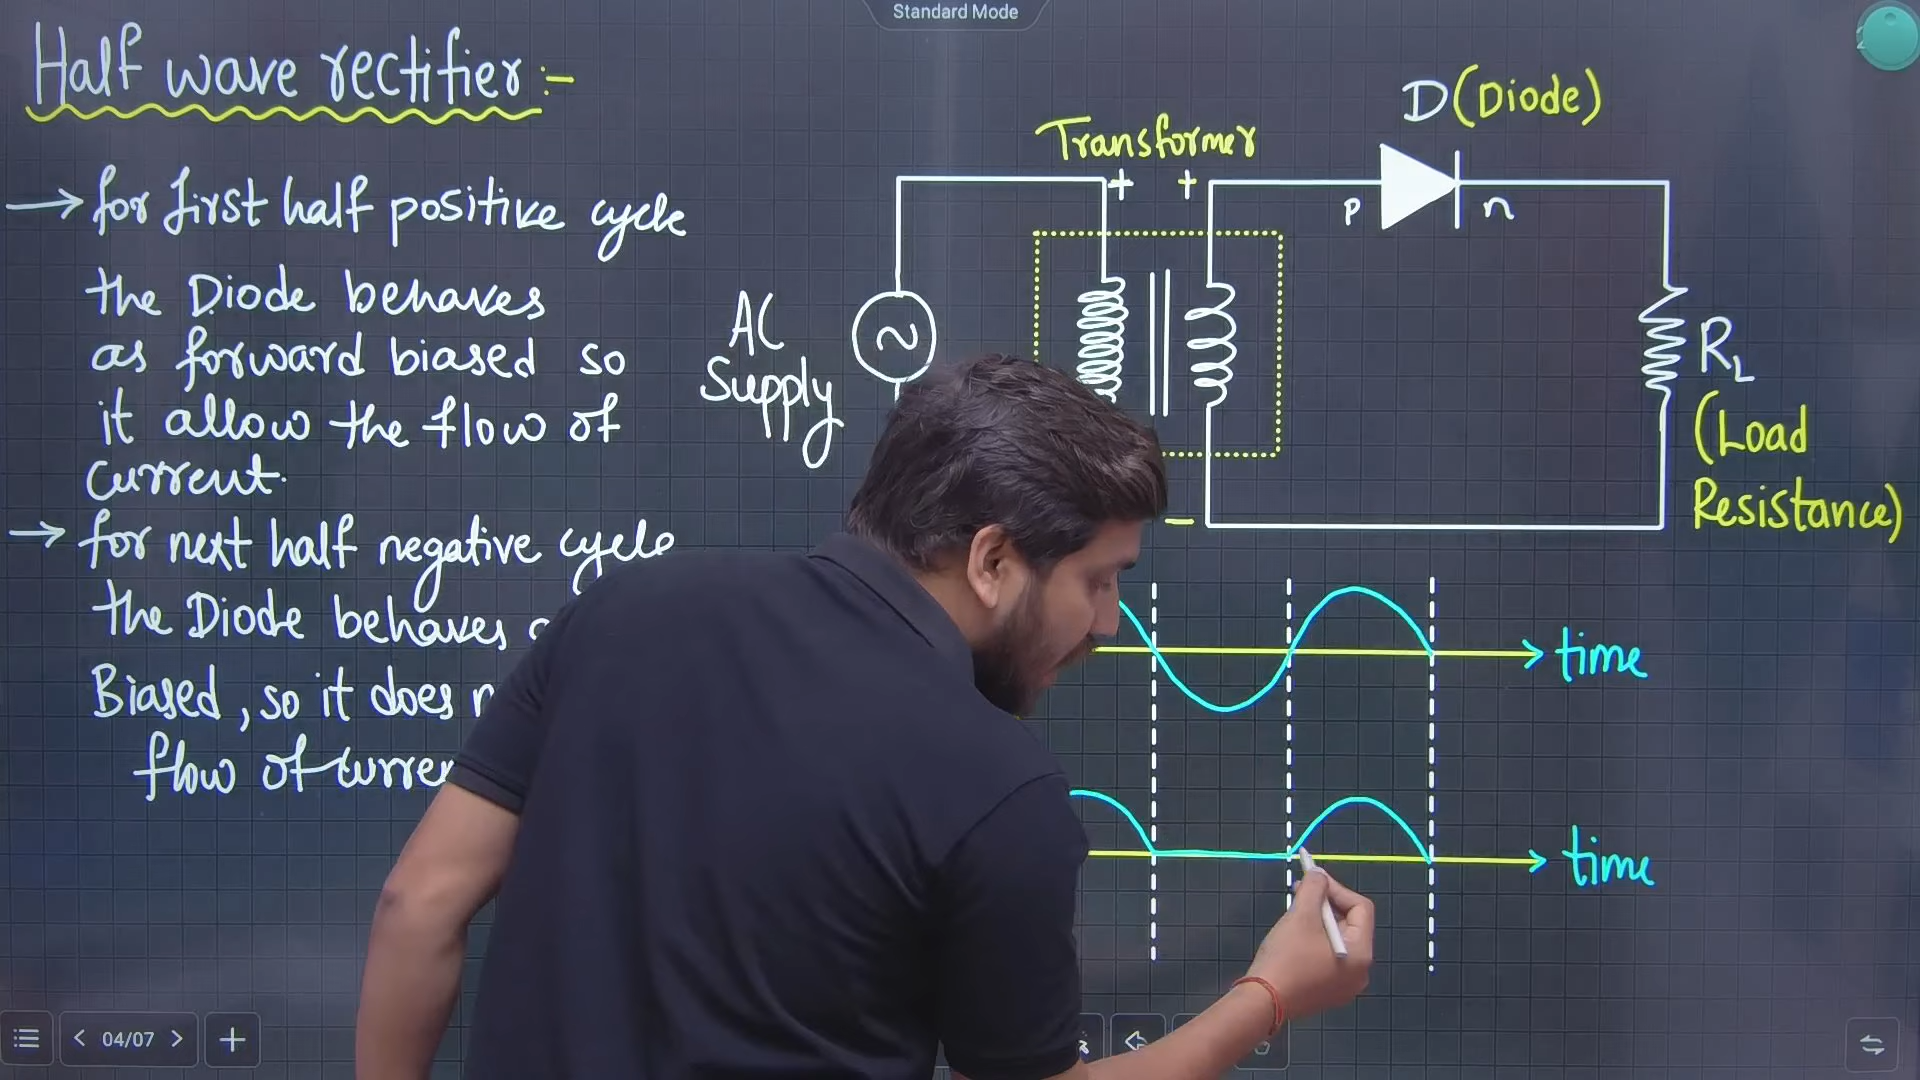 Standard Mode
Half wave rectifier :-
→ for first half positive cycle
the Diode behaves
as forward biased so
it allow the flow of
current.
→ for next half negative cycle
the Diode behaves
Biased, so it does
flow of
Transformer
D (Diode)
+ +
P n
AC
Supply
~
RL
(Load
Resistance)
−
time
time
04/07